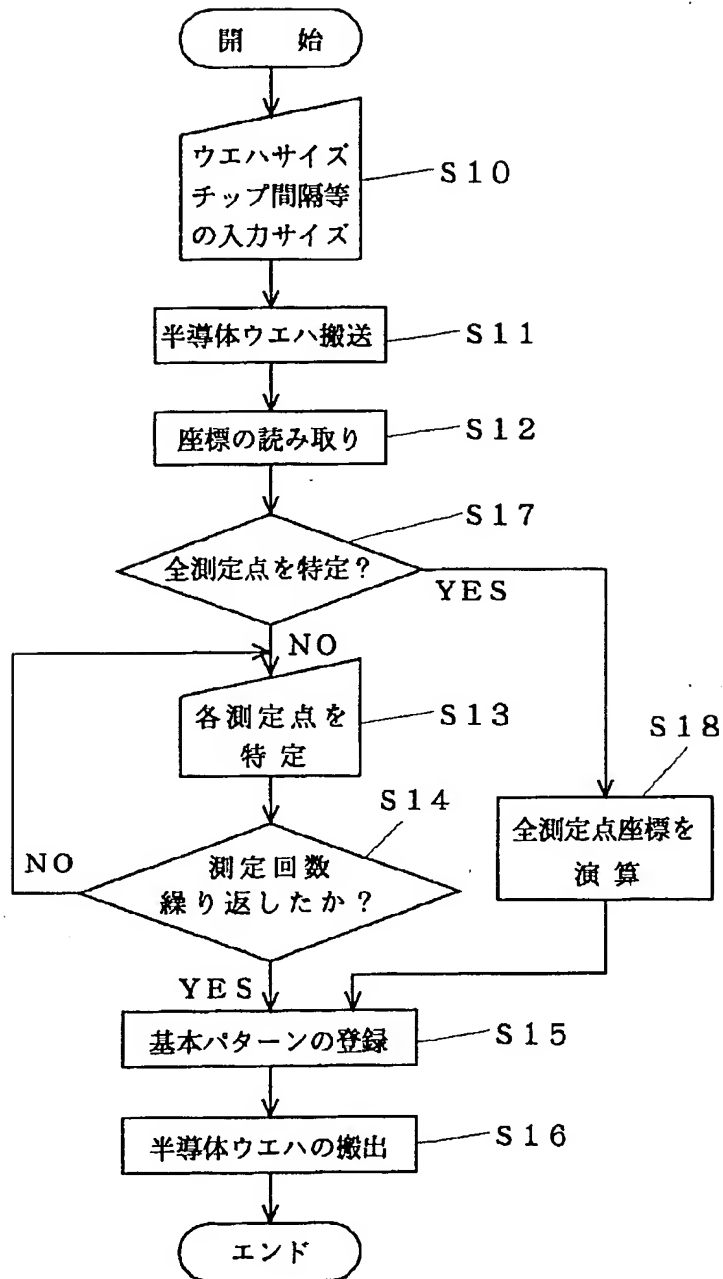 開 始
ウエハサイズ
チップ間隔等
の入力サイズ
S10
半導体ウエハ搬送
S11
座標の読み取り
S12
S17
全測定点を特定?
YES
NO
各測定点を
特定
S13
S18
S14
全測定点座標を
演算
NO
測定回数
繰り返したか?
YES
基本パターンの登録
S15
半導体ウエハの搬出
S16
エンド